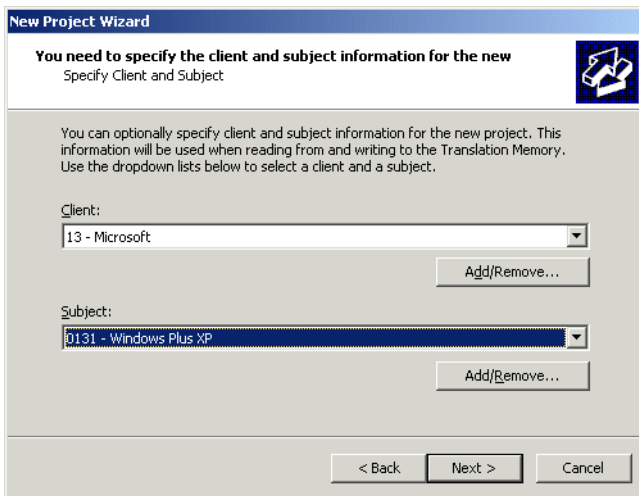 New Project Wizard
You need to specify the client and subject information for the new
Specify Client and Subject
You can optionally specify client and subject information for the new project. This
information will be used when reading from and writing to the Translation Memory.
Use the dropdown lists below to select a client and a subject.
Client:
13 - Microsoft
Add/Remove...
Subject:
0131 - Windows Plus XP
Add/Remove...
< Back Next > Cancel